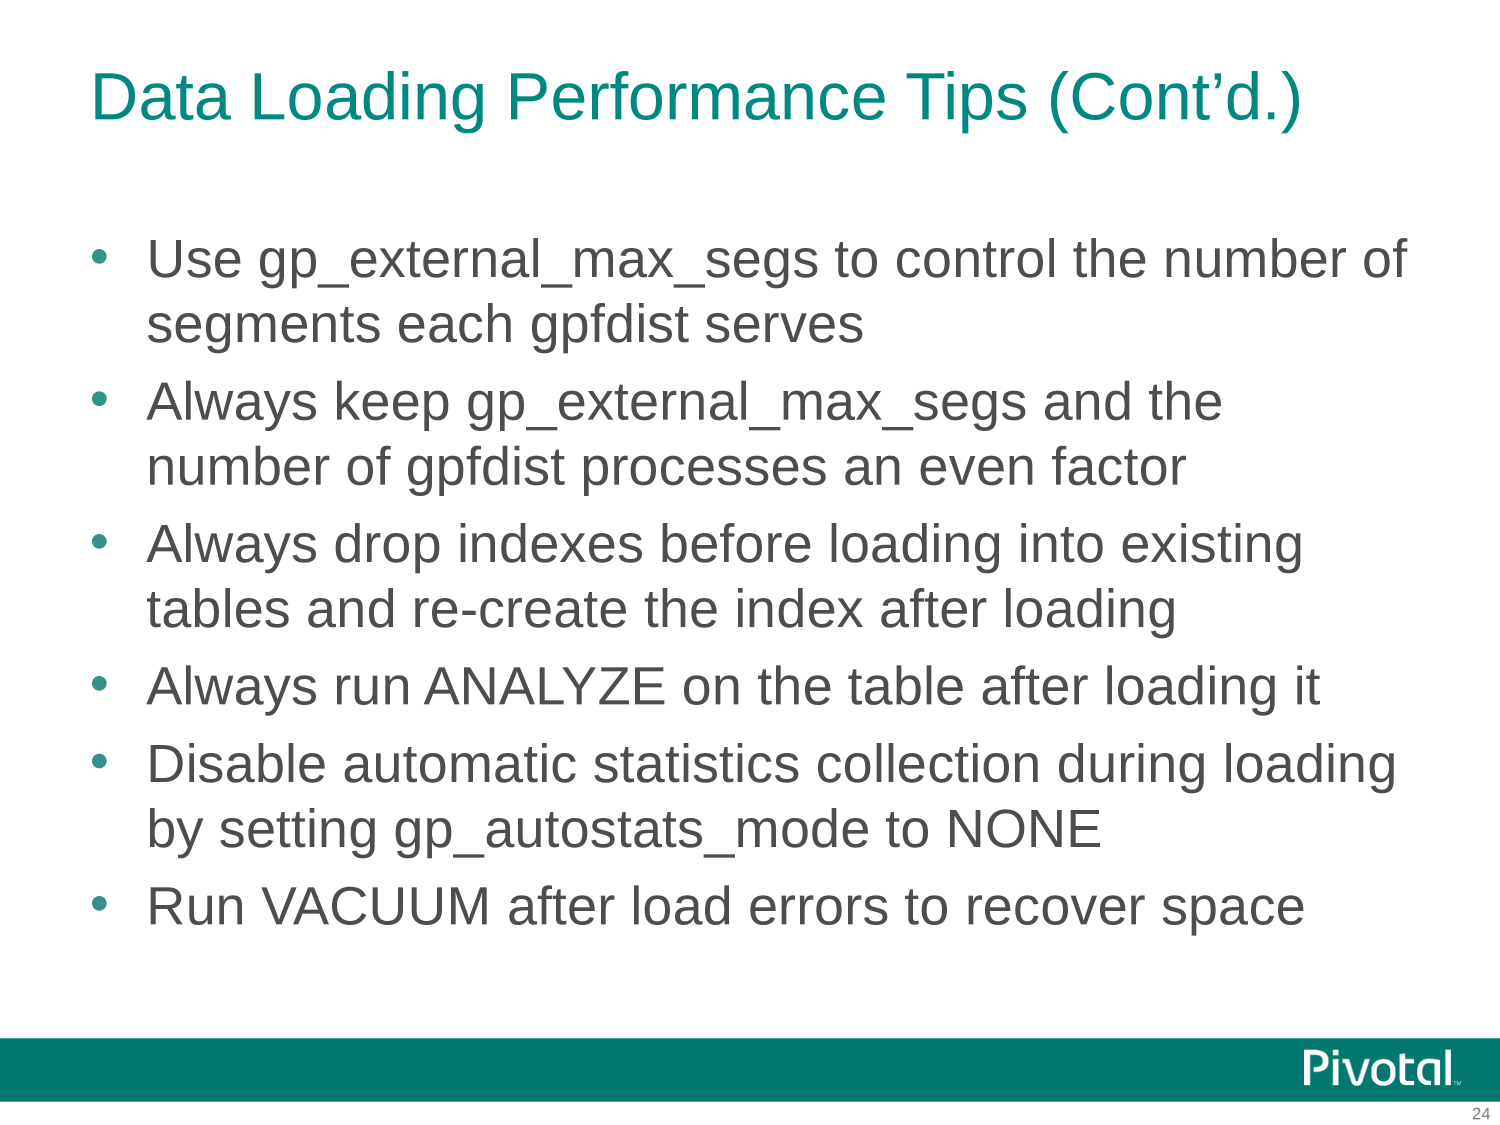 Data Loading Performance Tips (Cont’d.)
• Use gp_external_max_segs to control the number of
segments each gpfdist serves
• Always keep gp_external_max_segs and the
number of gpfdist processes an even factor
• Always drop indexes before loading into existing
tables and re-create the index after loading
• Always run ANALYZE on the table after loading it
• Disable automatic statistics collection during loading
by setting gp_autostats_mode to NONE
• Run VACUUM after load errors to recover space
Pivotal™
24